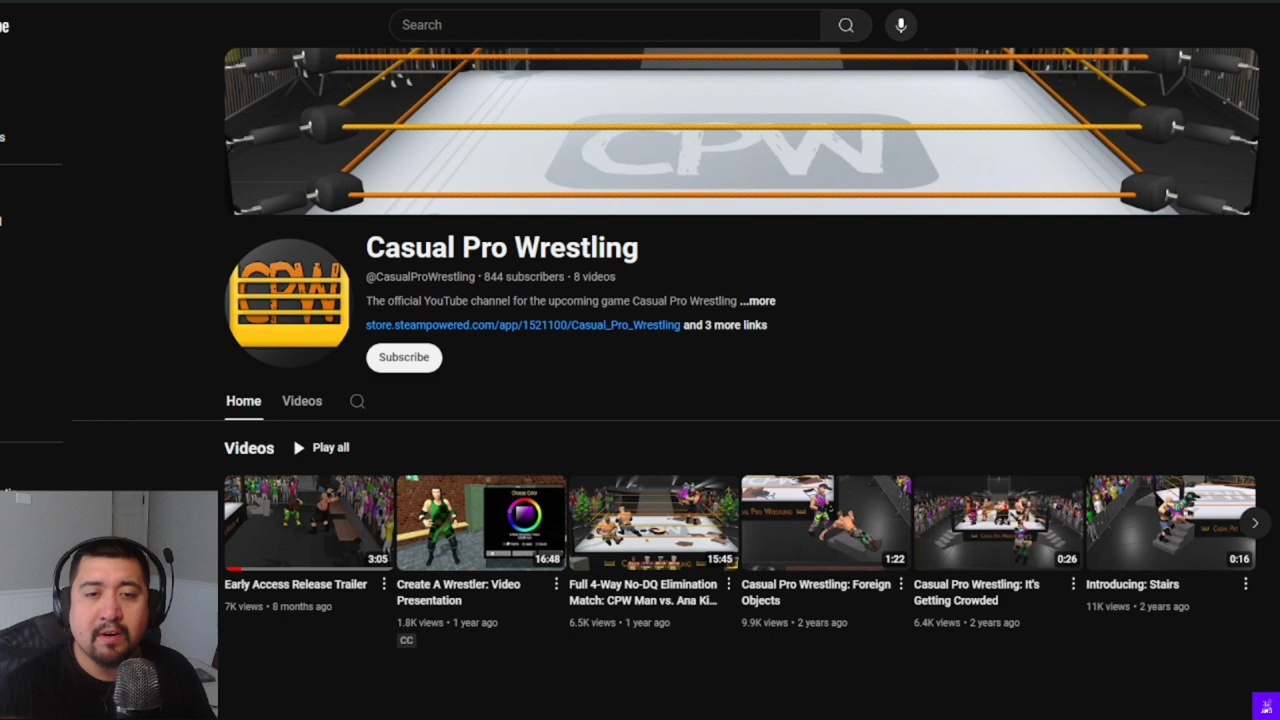 Search
CPW
Casual Pro Wrestling
CPW
@CasualProWrestling · 844 subscribers · 8 videos
The official YouTube channel for the upcoming game Casual Pro Wrestling ...more
store.steampowered.com/app/1521100/Casual_Pro_Wrestling and 3 more links
Subscribe
Home Videos
Videos Play all
Choose Color
3:05 16:48 15:45 1:22 0:26 0:16
Early Access Release Trailer
7K views • 8 months ago
Create A Wrestler: Video
Presentation
1.8K views • 1 year ago
CC
Full 4-Way No-DQ Elimination
Match: CPW Man vs. Ana Ki...
6.5K views • 1 year ago
Casual Pro Wrestling: Foreign
Objects
9.9K views • 2 years ago
Casual Pro Wrestling: It's
Getting Crowded
6.4K views • 2 years ago
Introducing: Stairs
11K views • 2 years ago